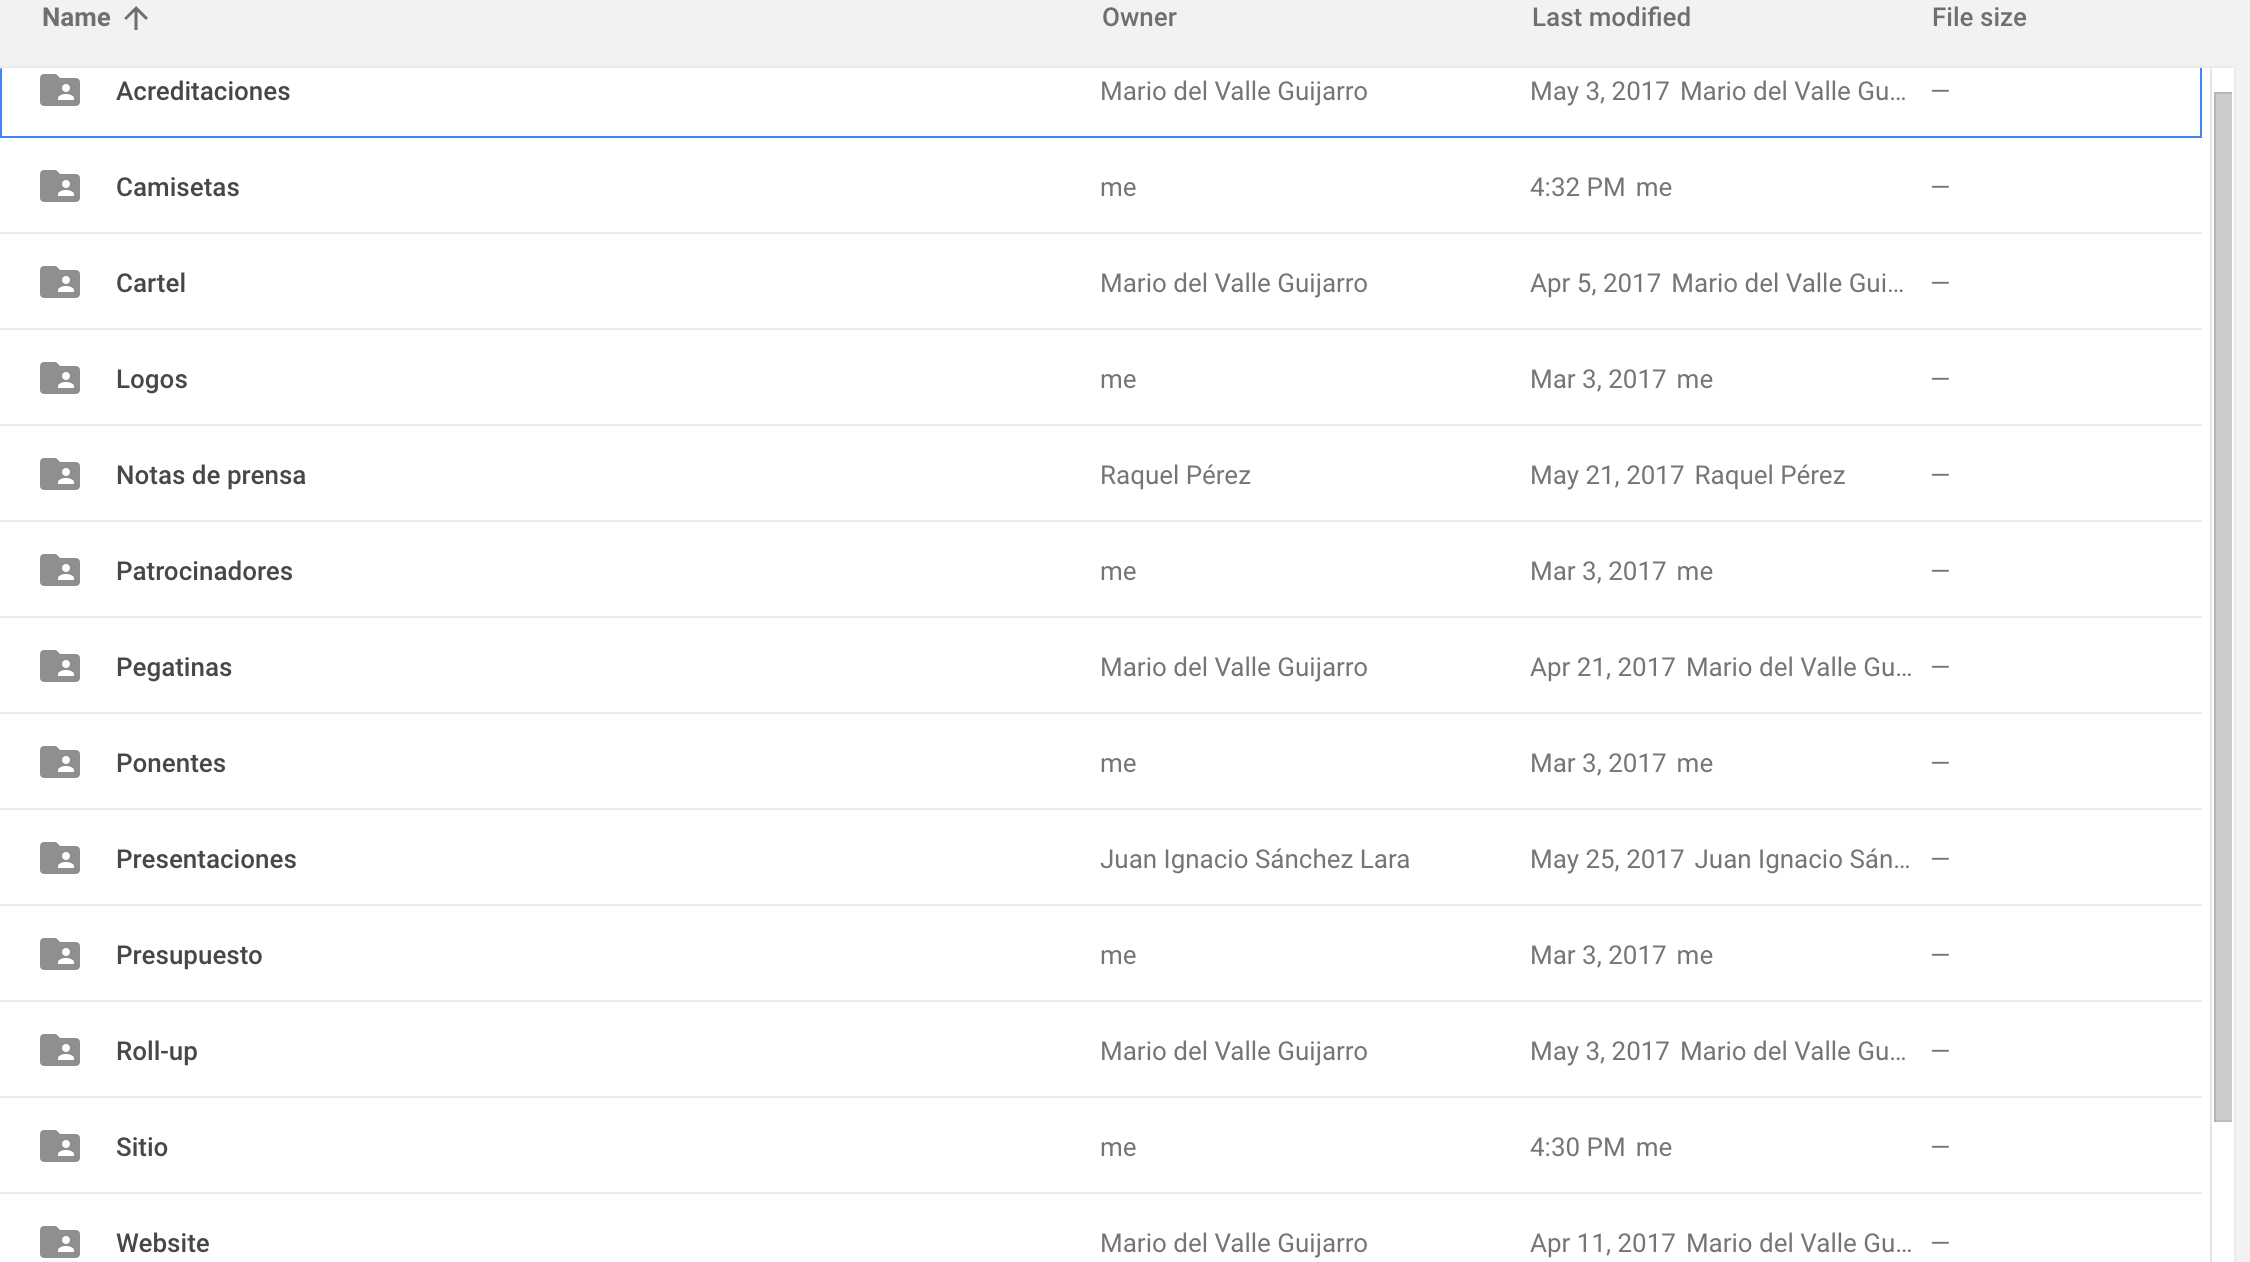 Name Owner Last modified File size
Acreditaciones Mario del Valle Guijarro May 3, 2017 Mario del Valle Gu... —
Camisetas me 4:32 PM me —
Cartel Mario del Valle Guijarro Apr 5, 2017 Mario del Valle Gui... —
Logos me Mar 3, 2017 me —
Notas de prensa Raquel Pérez May 21, 2017 Raquel Pérez —
Patrocinadores me Mar 3, 2017 me —
Pegatinas Mario del Valle Guijarro Apr 21, 2017 Mario del Valle Gu... —
Ponentes me Mar 3, 2017 me —
Presentaciones Juan Ignacio Sánchez Lara May 25, 2017 Juan Ignacio Sán... —
Presupuesto me Mar 3, 2017 me —
Roll-up Mario del Valle Guijarro May 3, 2017 Mario del Valle Gu... —
Sitio me 4:30 PM me —
Website Mario del Valle Guijarro Apr 11, 2017 Mario del Valle Gu... —